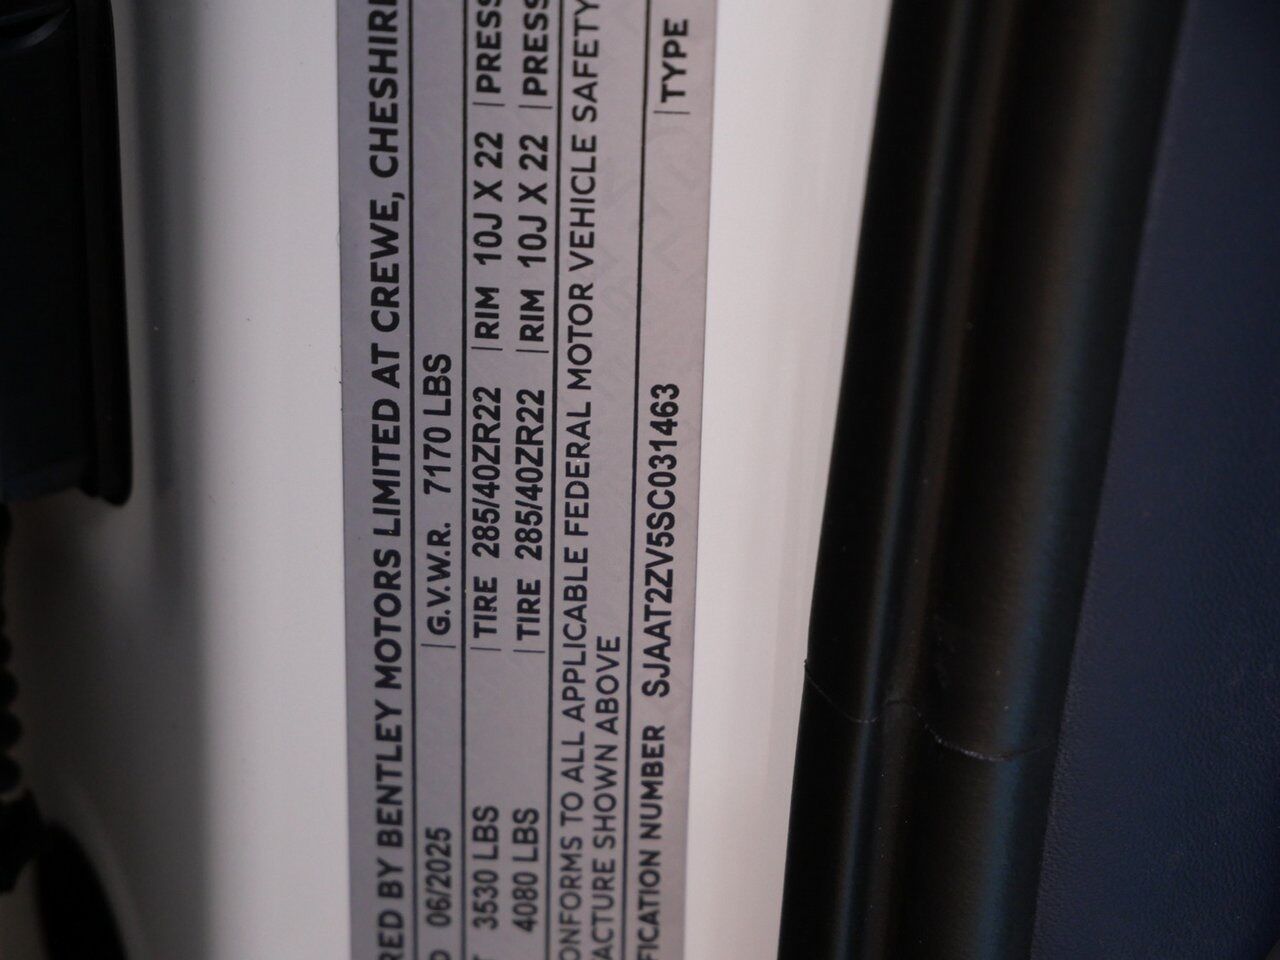 RED BY BENTLEY MOTORS LIMITED AT CREWE, CHESHIR
06/2025 | G.V.W.R. 7170 LBS
3530 LBS | TIRE 285/40ZR22 | RIM 10J X 22 | PRESS
4080 LBS | TIRE 285/40ZR22 | RIM 10J X 22 | PRESS
ONFORMS TO ALL APPLICABLE FEDERAL MOTOR VEHICLE SAFETY
ACTURE SHOWN ABOVE
FICATION NUMBER SJAAT2ZV5SC031463 | TYPE